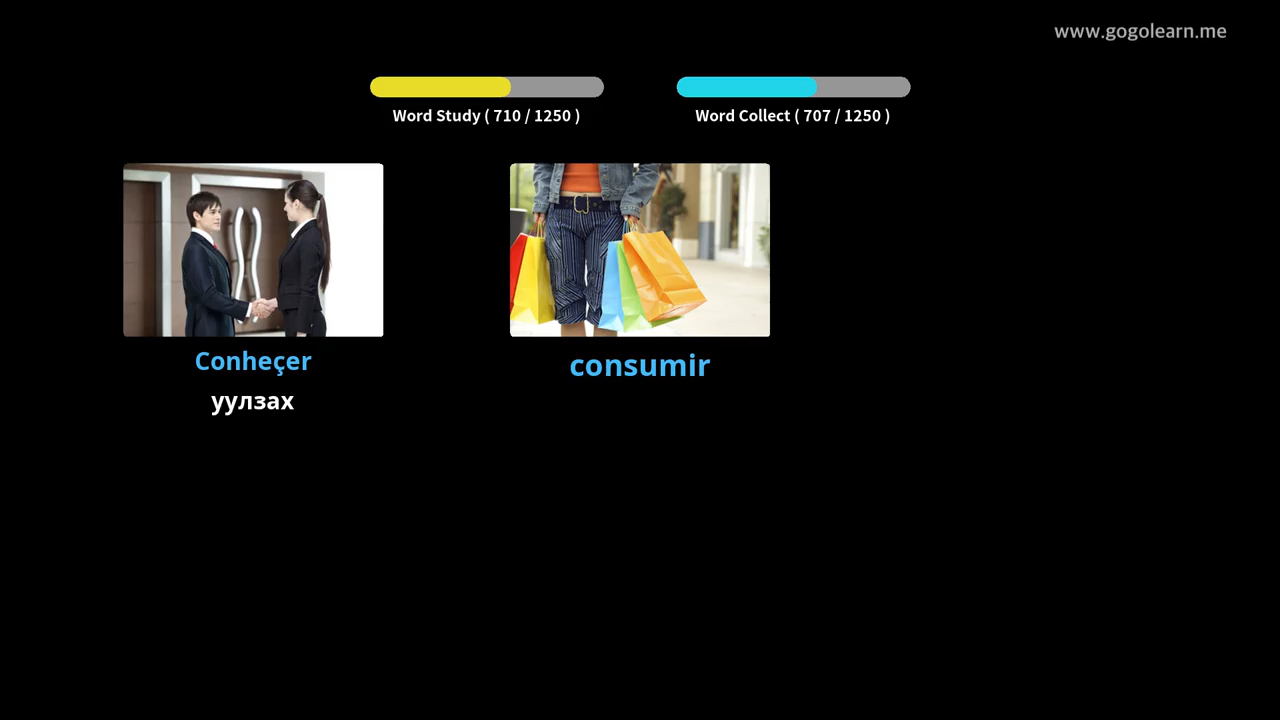 www.gogolearn.me
Word Study ( 710 / 1250 )
Word Collect ( 707 / 1250 )
Conheçer
уулзах
consumir